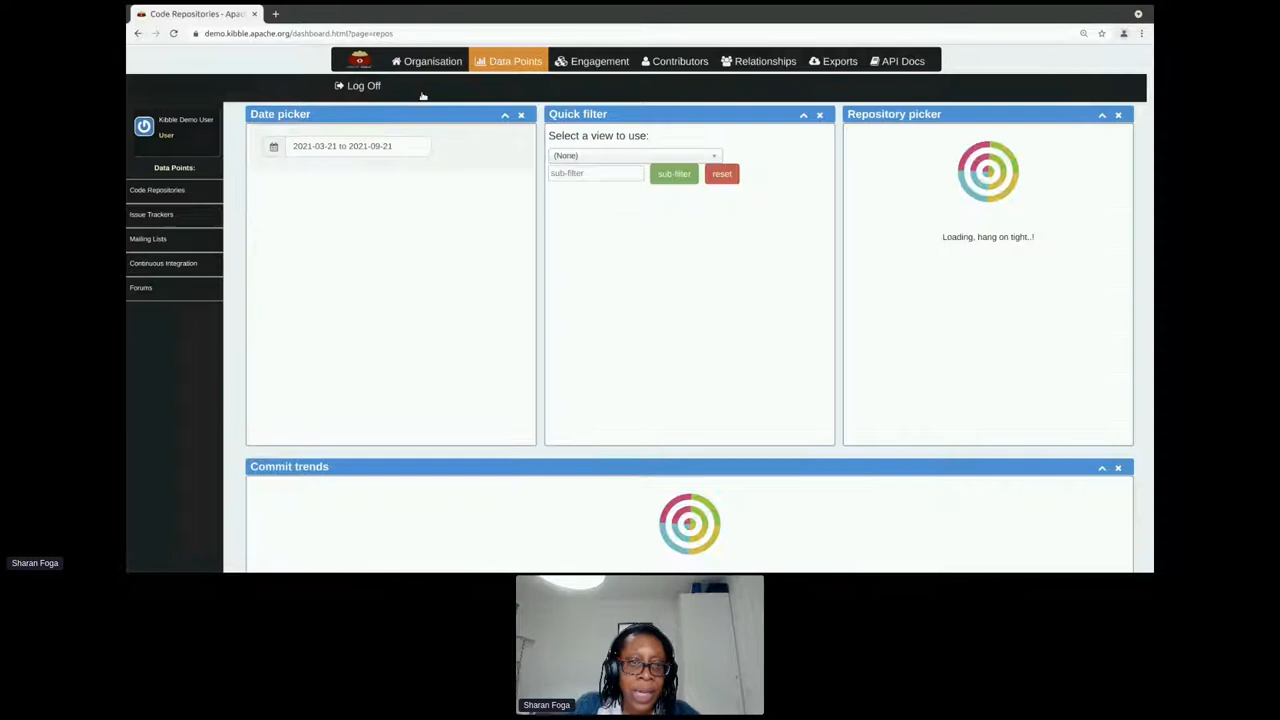 Code Repositories - Apac
demo.kibble.apache.org/dashboard.html?page=repos
Organisation Data Points Engagement Contributors Relationships Exports API Docs
Log Off
Kibble Demo User
User
Data Points:
Code Repositories
Issue Trackers
Mailing Lists
Continuous Integration
Forums
Date picker
2021-03-21 to 2021-09-21
Quick filter
Select a view to use:
(None)
sub-filter sub-filter reset
Repository picker
Loading, hang on tight..!
Commit trends
Sharan Foga
Sharan Foga